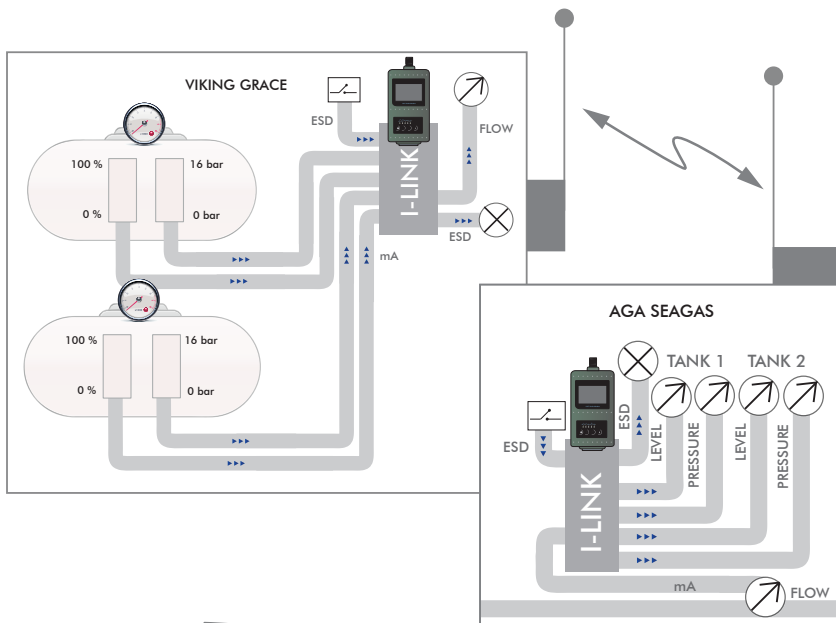 VIKING GRACE
ESD
FLOW
I-LINK
100 %
16 bar
0 %
0 bar
ESD
mA
100 %
16 bar
0 %
0 bar
AGA SEAGAS
TANK 1
TANK 2
ESD
ESD
LEVEL
PRESSURE
LEVEL
PRESSURE
I-LINK
mA
FLOW